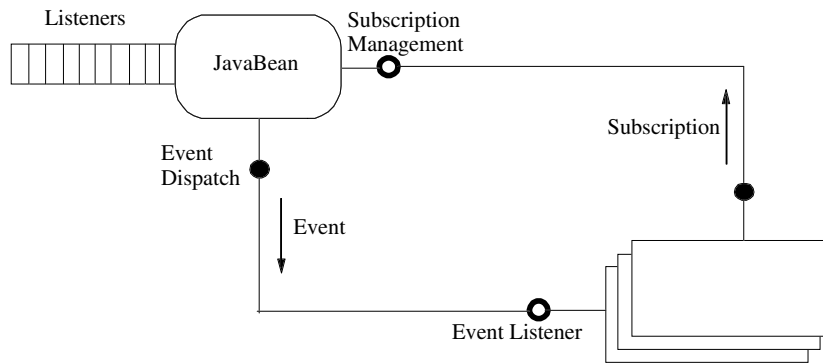 Listeners
JavaBean
Subscription
Management
Subscription
Event
Dispatch
Event
Event Listener